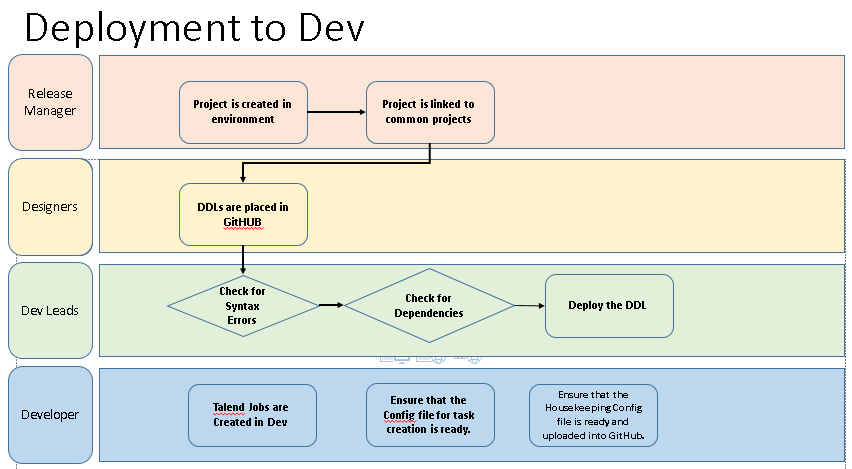 Deployment to Dev
Release
Manager
Project is created in
environment
Project is linked to
common projects
Designers
DDLs are placed in
GitHUB
Dev Leads
Check for
Syntax
Errors
Check for
Dependencies
Deploy the DDL
Developer
Talend Jobs are
Created in Dev
Ensure that the
Config file for task
creation is ready.
Ensure that the
Housekeeping Config
file is ready and
uploaded into GitHub.